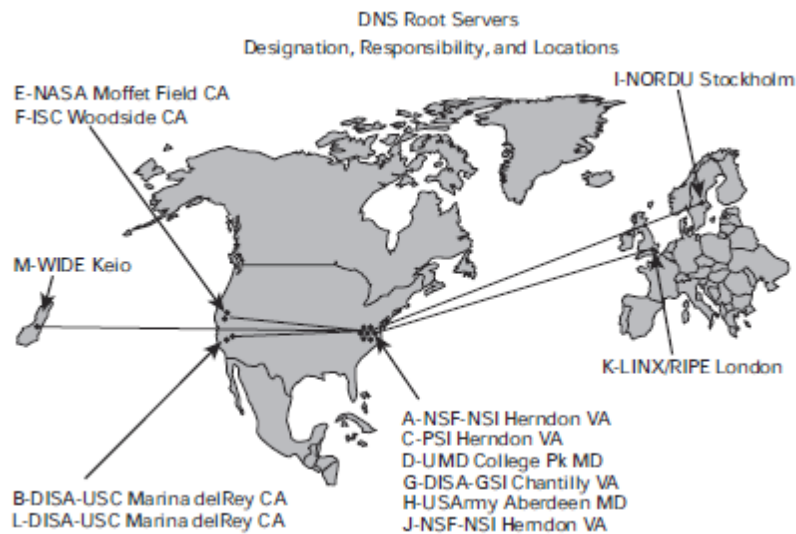 DNS Root Servers
Designation, Responsibility, and Locations
I-NORDU Stockholm
E-NASA Moffet Field CA
F-ISC Woodside CA
M-WIDE Keio
K-LINX/RIPE London
A-NSF-NSI Herndon VA
C-PSI Herndon VA
D-UMD College Pk MD
G-DISA-GSI Chantilly VA
H-USArmy Aberdeen MD
J-NSF-NSI Herndon VA
B-DISA-USC Marina delRey CA
L-DISA-USC Marina delRey CA